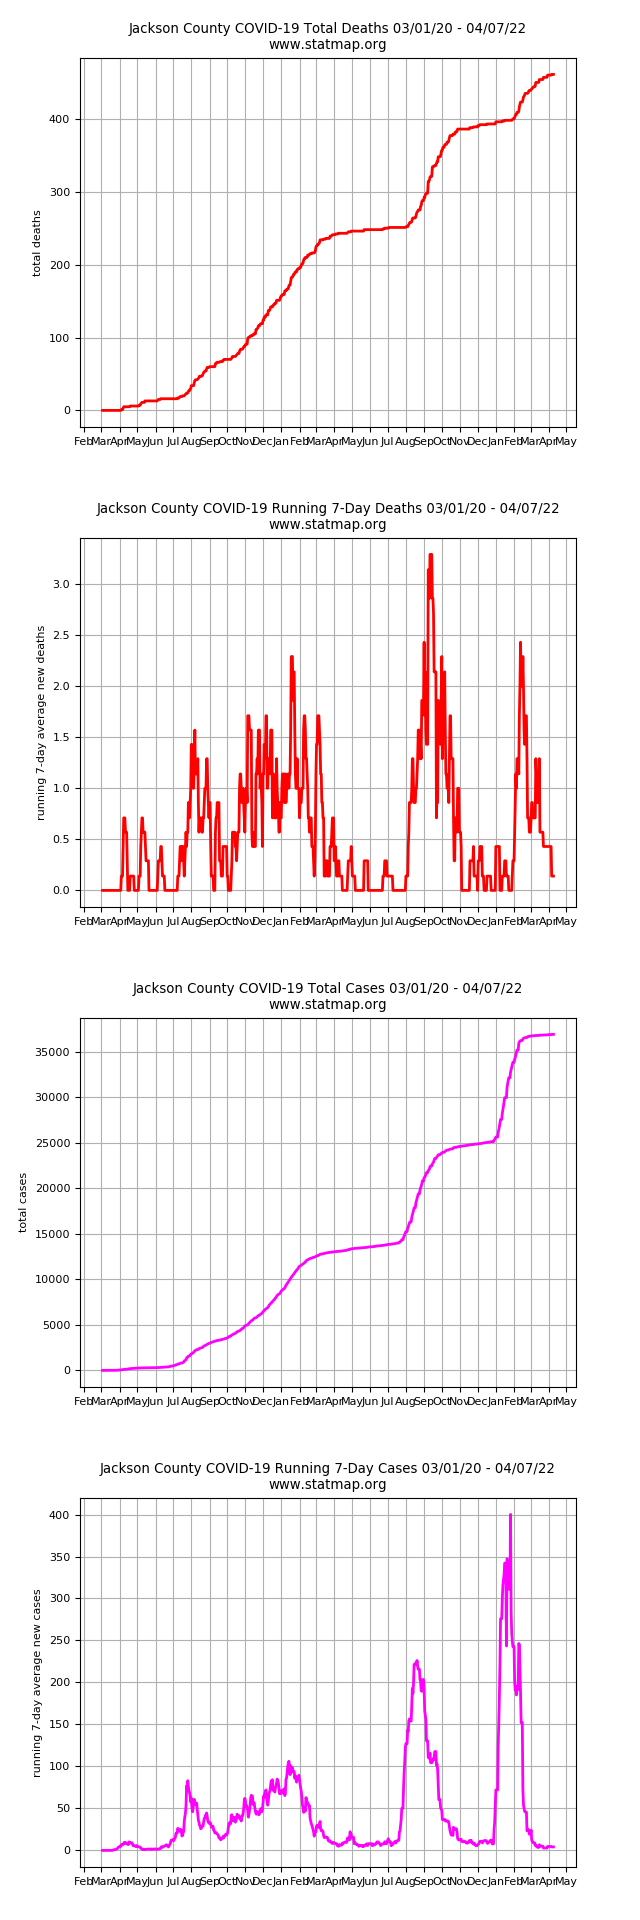 Jackson County COVID-19 Total Deaths 03/01/20 - 04/07/22
www.statmap.org
total deaths
400
300
200
100
0
Feb Mar Apr May Jun Jul Aug Sep Oct Nov Dec Jan Feb Mar Apr May Jun Jul Aug Sep Oct Nov Dec Jan Feb Mar Apr May
Jackson County COVID-19 Running 7-Day Deaths 03/01/20 - 04/07/22
www.statmap.org
running 7-day average new deaths
3.0
2.5
2.0
1.5
1.0
0.5
0.0
Feb Mar Apr May Jun Jul Aug Sep Oct Nov Dec Jan Feb Mar Apr May Jun Jul Aug Sep Oct Nov Dec Jan Feb Mar Apr May
Jackson County COVID-19 Total Cases 03/01/20 - 04/07/22
www.statmap.org
total cases
35000
30000
25000
20000
15000
10000
5000
0
Feb Mar Apr May Jun Jul Aug Sep Oct Nov Dec Jan Feb Mar Apr May Jun Jul Aug Sep Oct Nov Dec Jan Feb Mar Apr May
Jackson County COVID-19 Running 7-Day Cases 03/01/20 - 04/07/22
www.statmap.org
running 7-day average new cases
400
350
300
250
200
150
100
50
0
Feb Mar Apr May Jun Jul Aug Sep Oct Nov Dec Jan Feb Mar Apr May Jun Jul Aug Sep Oct Nov Dec Jan Feb Mar Apr May